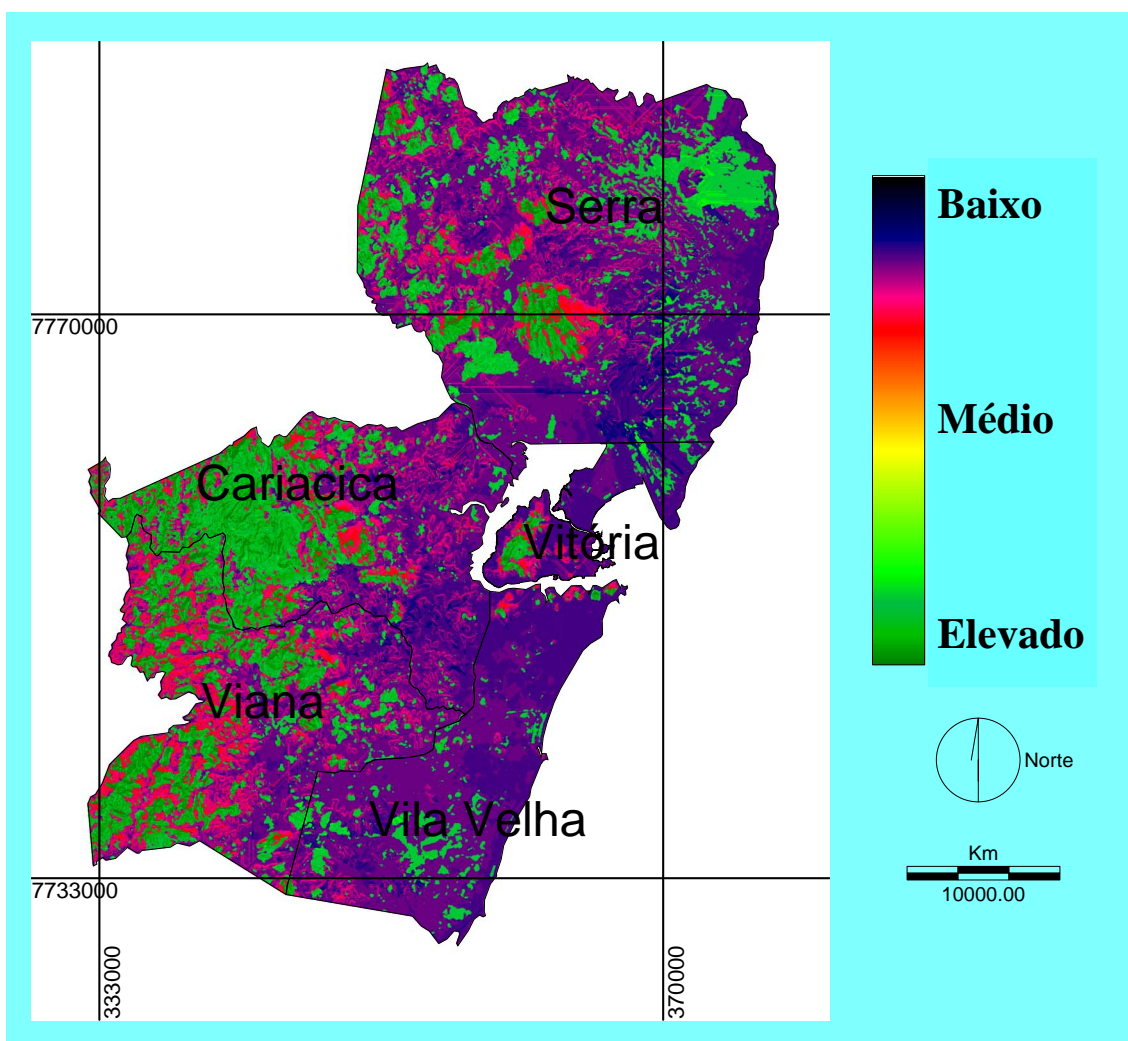 Serra
Baixo
7770000
Médio
Cariacica
Vitória
Elevado
Viana
Norte
Vila Velha
Km
7733000
10000.00
333000
370000